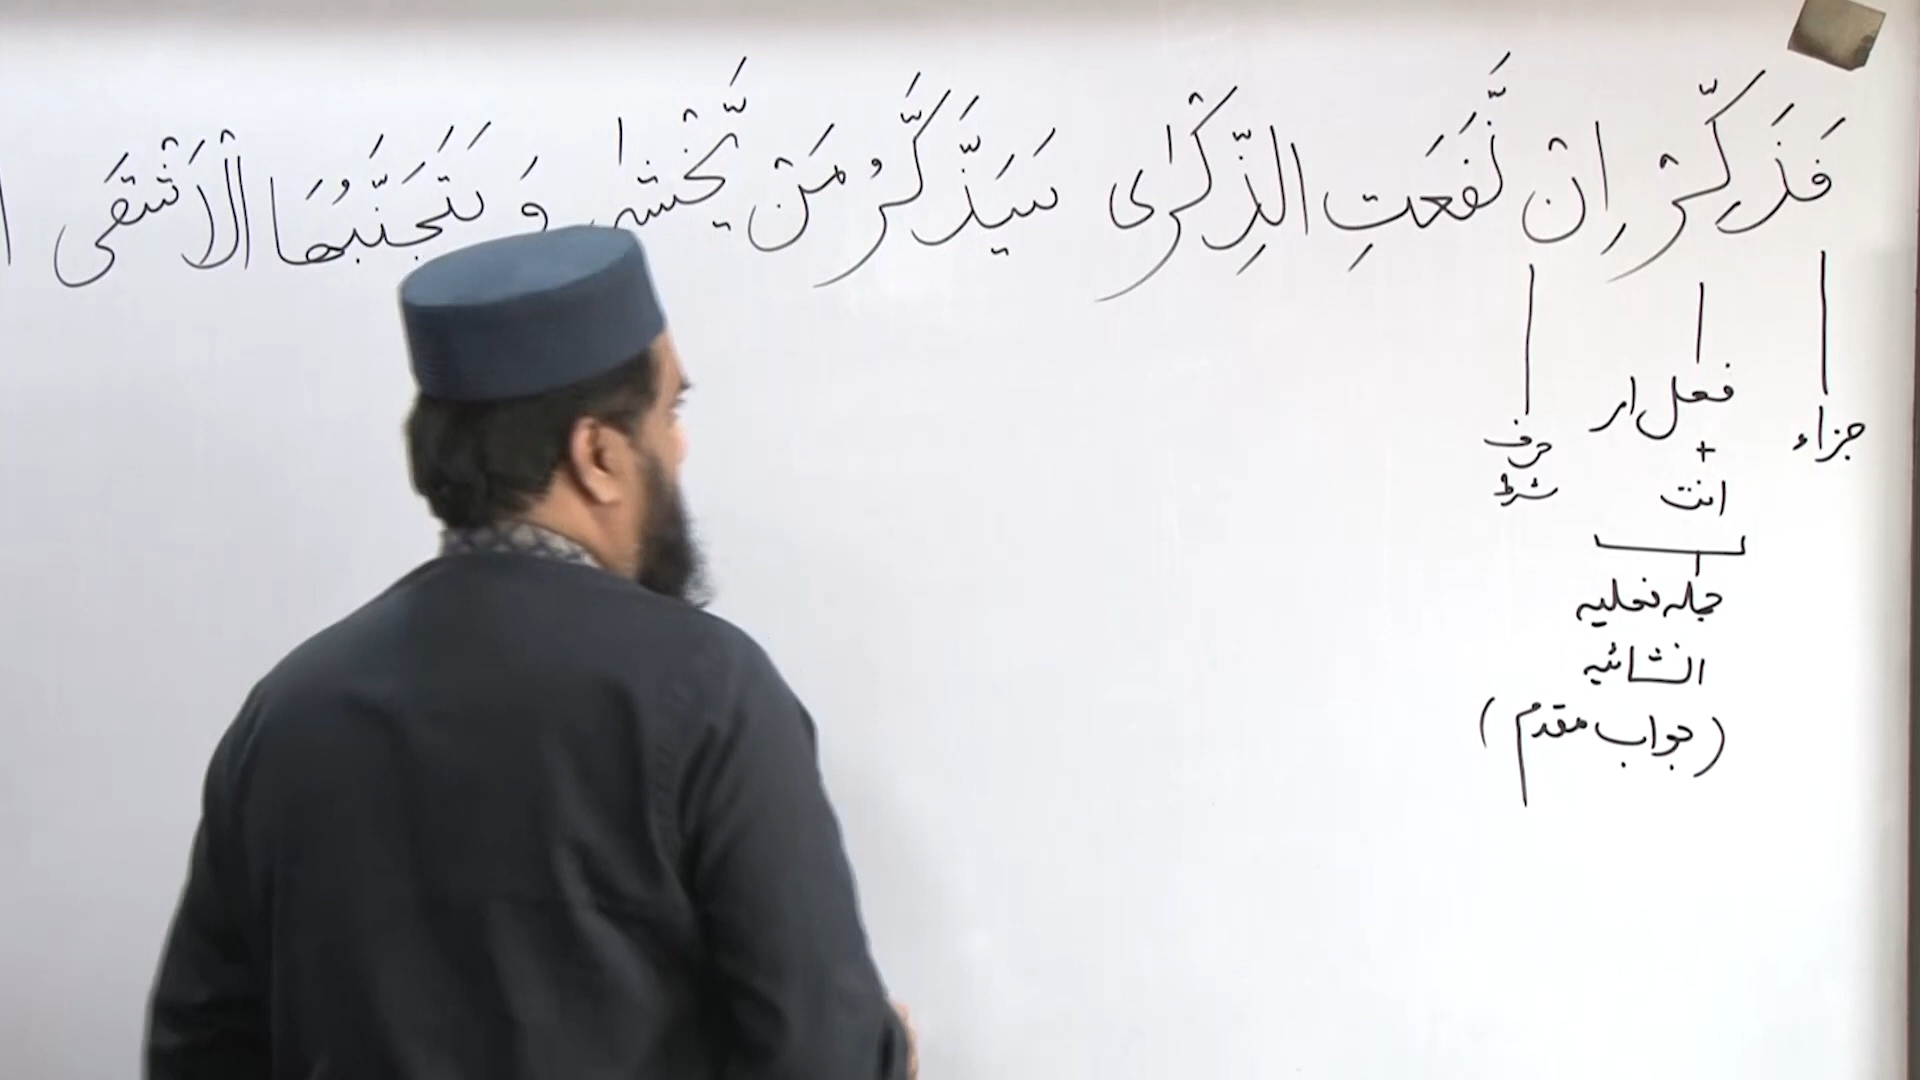 فَذَكِّرْ اِنْ نَّفَعَتِ الذِّكْرٰى سَيَذَّكَّرُ مَنْ يَّخْشٰى وَ يَتَجَنَّبُهَا الْاَشْقَى
جزاء
فعل امر
+
انت
حرف
شرط
جملہ فعلیہ
انشائیہ
(جواب مقدم)